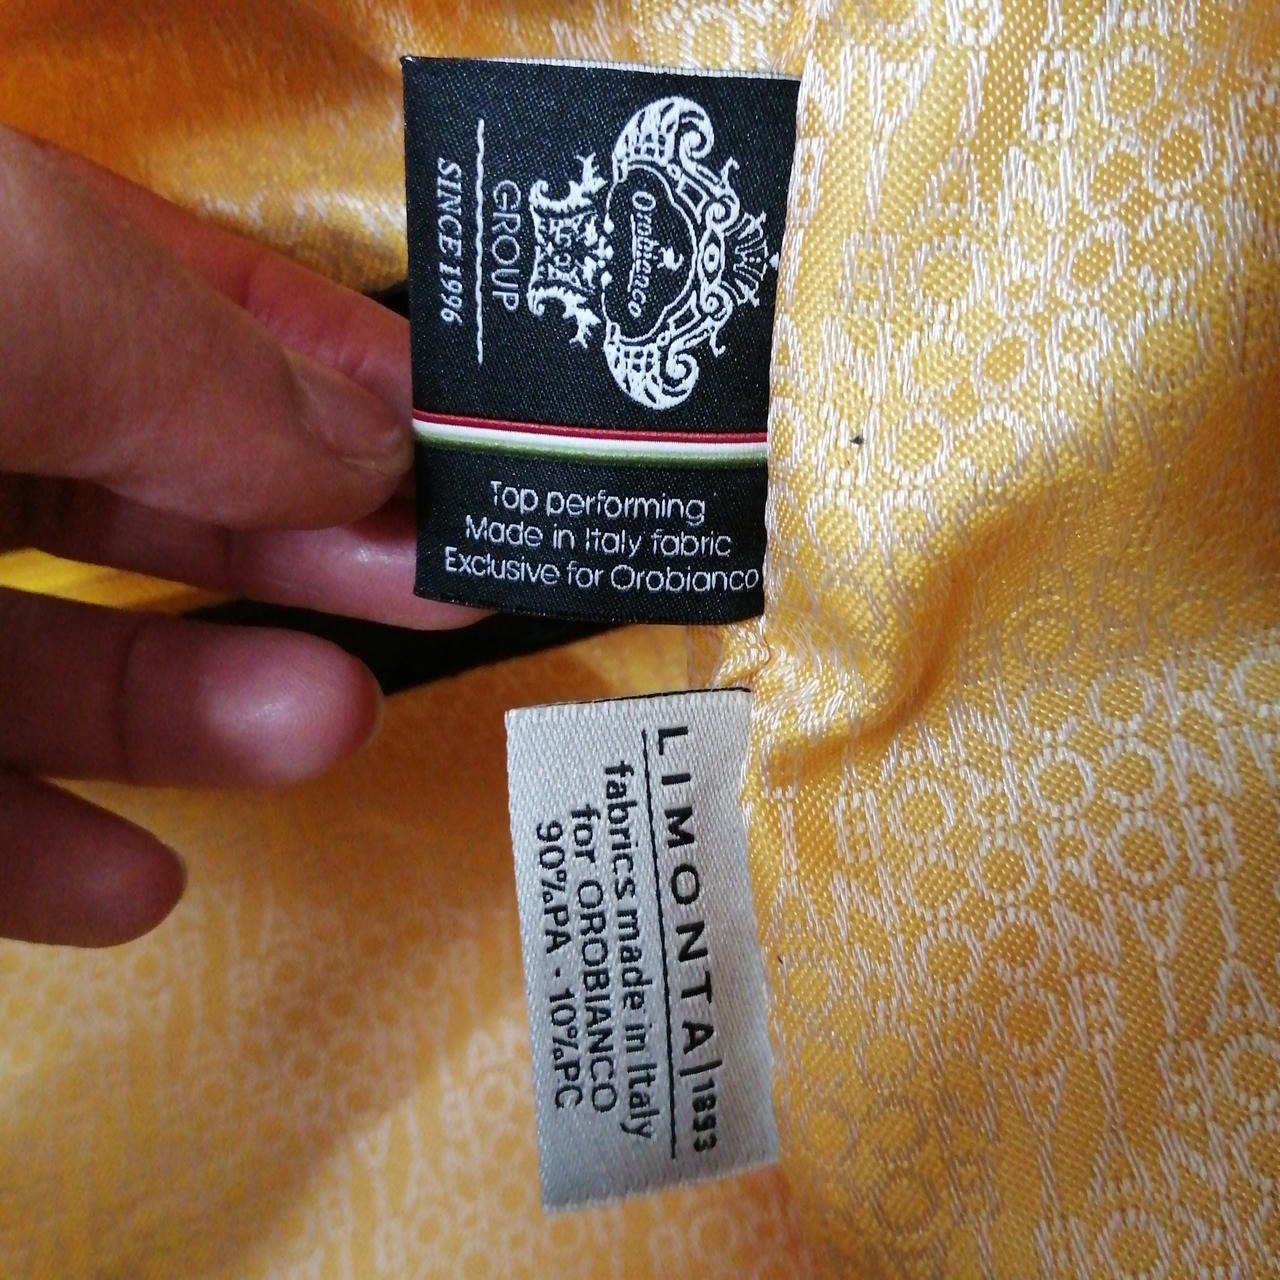 Orobianco
GROUP
SINCE 1996
Top performing
Made in Italy fabric
Exclusive for Orobianco
LIMONTA|1893
fabrics made in Italy
for OROBIANCO
90%PA · 10%PC